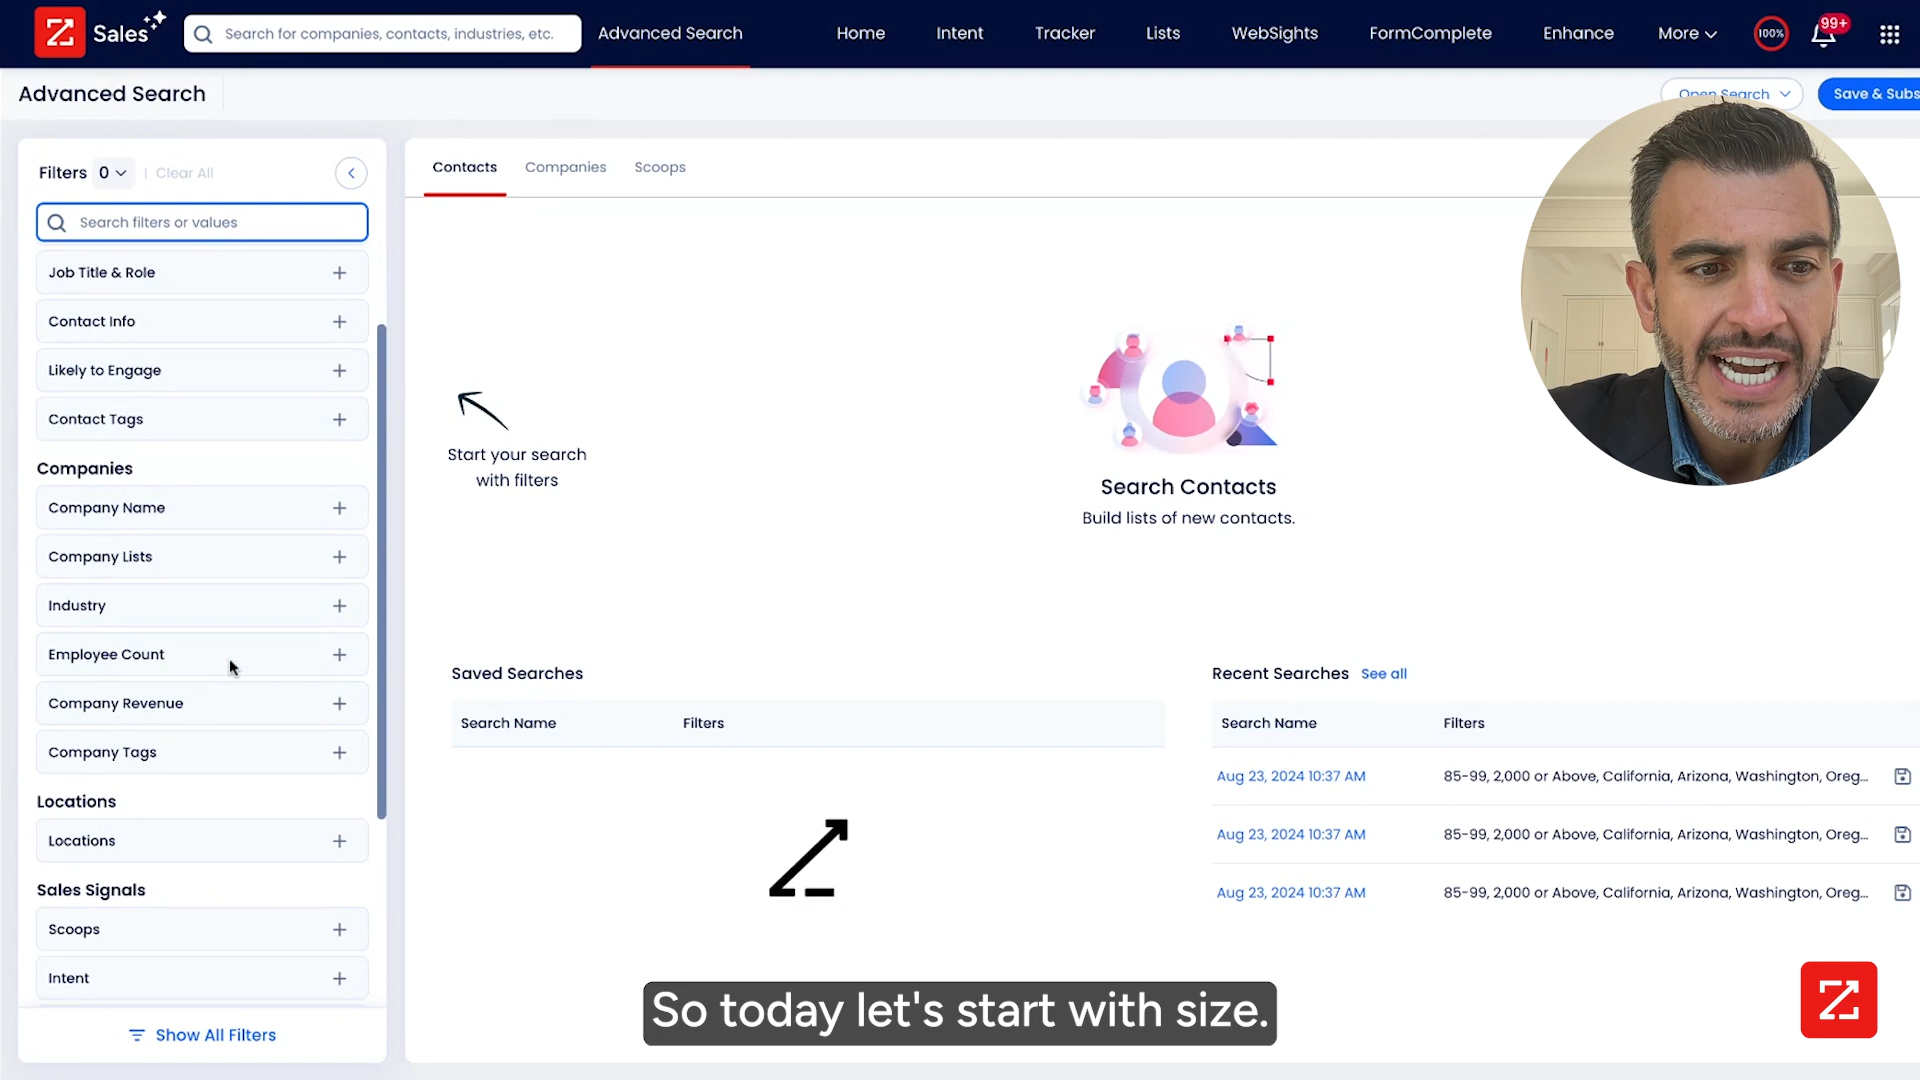 Sales
Search for companies, contacts, industries, etc.
Advanced Search
Home
Intent
Tracker
Lists
WebSights
FormComplete
Enhance
More
100%
99+
Advanced Search
Open Search
Save & Subs
Filters 0 | Clear All
Search filters or values
Job Title & Role
Contact Info
Likely to Engage
Contact Tags
Companies
Company Name
Company Lists
Industry
Employee Count
Company Revenue
Company Tags
Locations
Locations
Sales Signals
Scoops
Intent
Show All Filters
Contacts
Companies
Scoops
Start your search
with filters
Search Contacts
Build lists of new contacts.
Saved Searches
Search Name
Filters
Recent Searches See all
Search Name
Filters
Aug 23, 2024 10:37 AM
85-99, 2,000 or Above, California, Arizona, Washington, Oreg...
Aug 23, 2024 10:37 AM
85-99, 2,000 or Above, California, Arizona, Washington, Oreg...
Aug 23, 2024 10:37 AM
85-99, 2,000 or Above, California, Arizona, Washington, Oreg...
So today let's start with size.